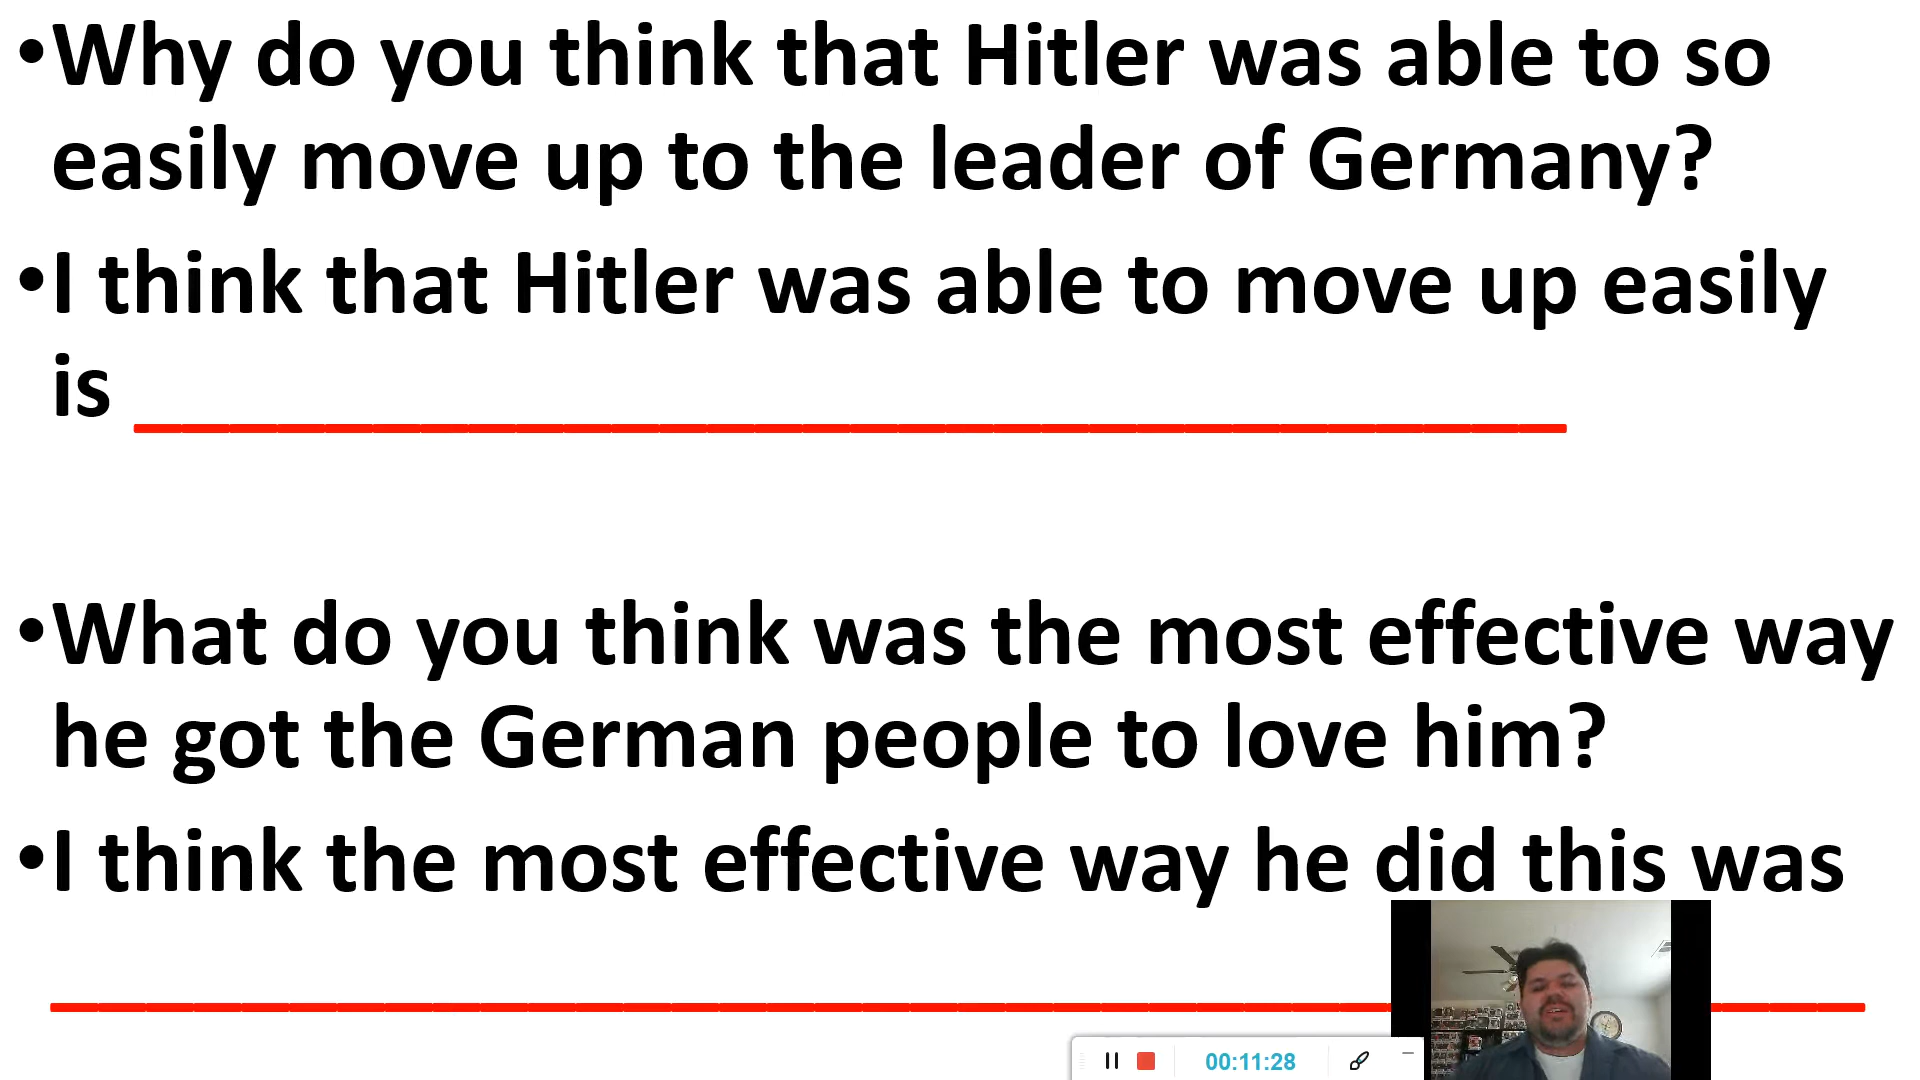 •Why do you think that Hitler was able to so
easily move up to the leader of Germany?
•I think that Hitler was able to move up easily
is ______________________________
•What do you think was the most effective way
he got the German people to love him?
•I think the most effective way he did this was
______________________________________
00:11:28